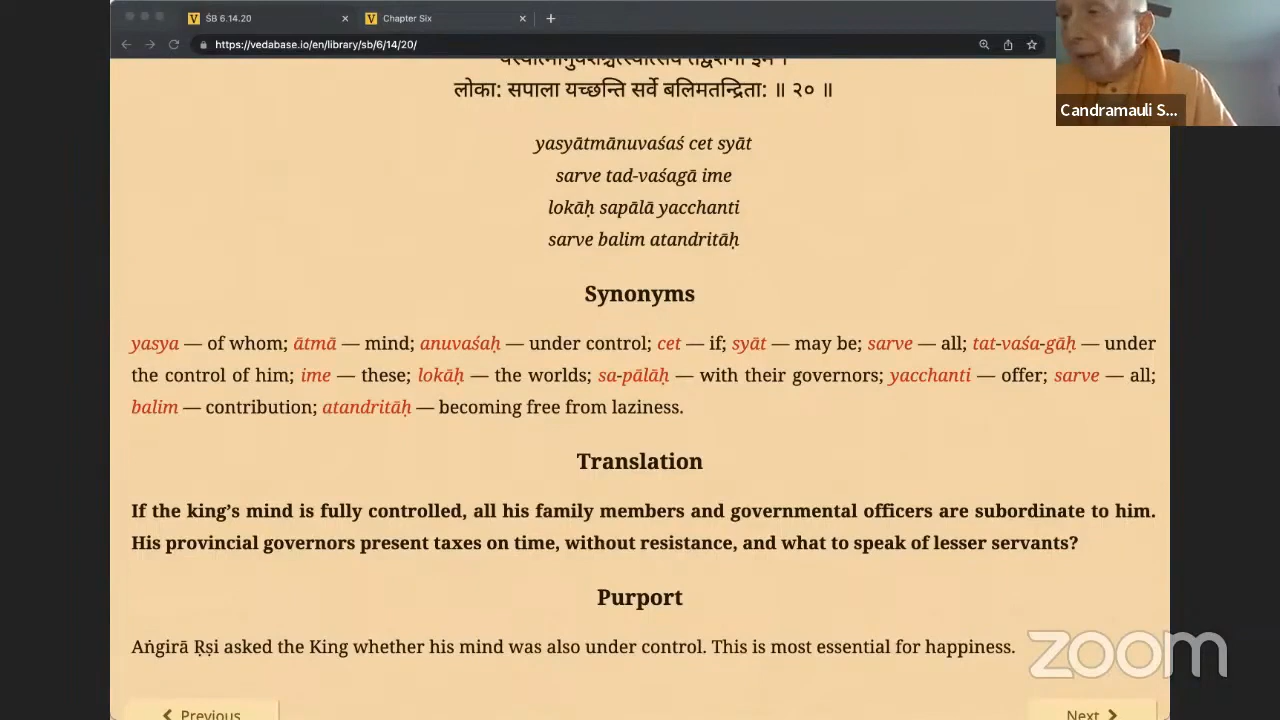 ŚB 6.14.20
Chapter Six
https://vedabase.io/en/library/sb/6/14/20/
Candramauli S...
लोका: सपाला यच्छन्ति सर्वे बलिमतन्द्रिता: ॥ २० ॥
yasyātmānuvaśaś cet syāt
sarve tad-vaśagā ime
lokāḥ sapālā yacchanti
sarve balim atandritāḥ
Synonyms
yasya — of whom; ātmā — mind; anuvaśaḥ — under control; cet — if; syāt — may be; sarve — all; tat-vaśa-gāḥ — under
the control of him; ime — these; lokāḥ — the worlds; sa-pālāḥ — with their governors; yacchanti — offer; sarve — all;
balim — contribution; atandritāḥ — becoming free from laziness.
Translation
If the king’s mind is fully controlled, all his family members and governmental officers are subordinate to him.
His provincial governors present taxes on time, without resistance, and what to speak of lesser servants?
Purport
Aṅgirā Ṛṣi asked the King whether his mind was also under control. This is most essential for happiness.
zoom
Previous
Next